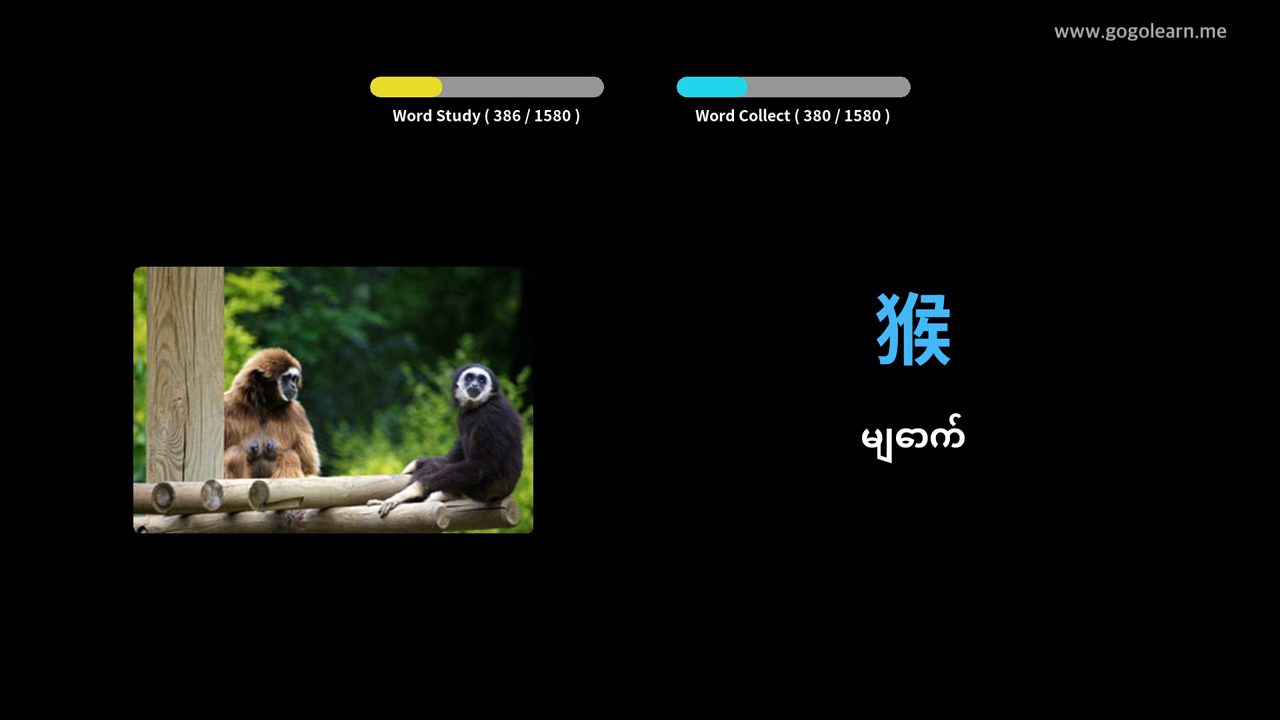 www.gogolearn.me
Word Study ( 386 / 1580 )
Word Collect ( 380 / 1580 )
猴
မျောက်